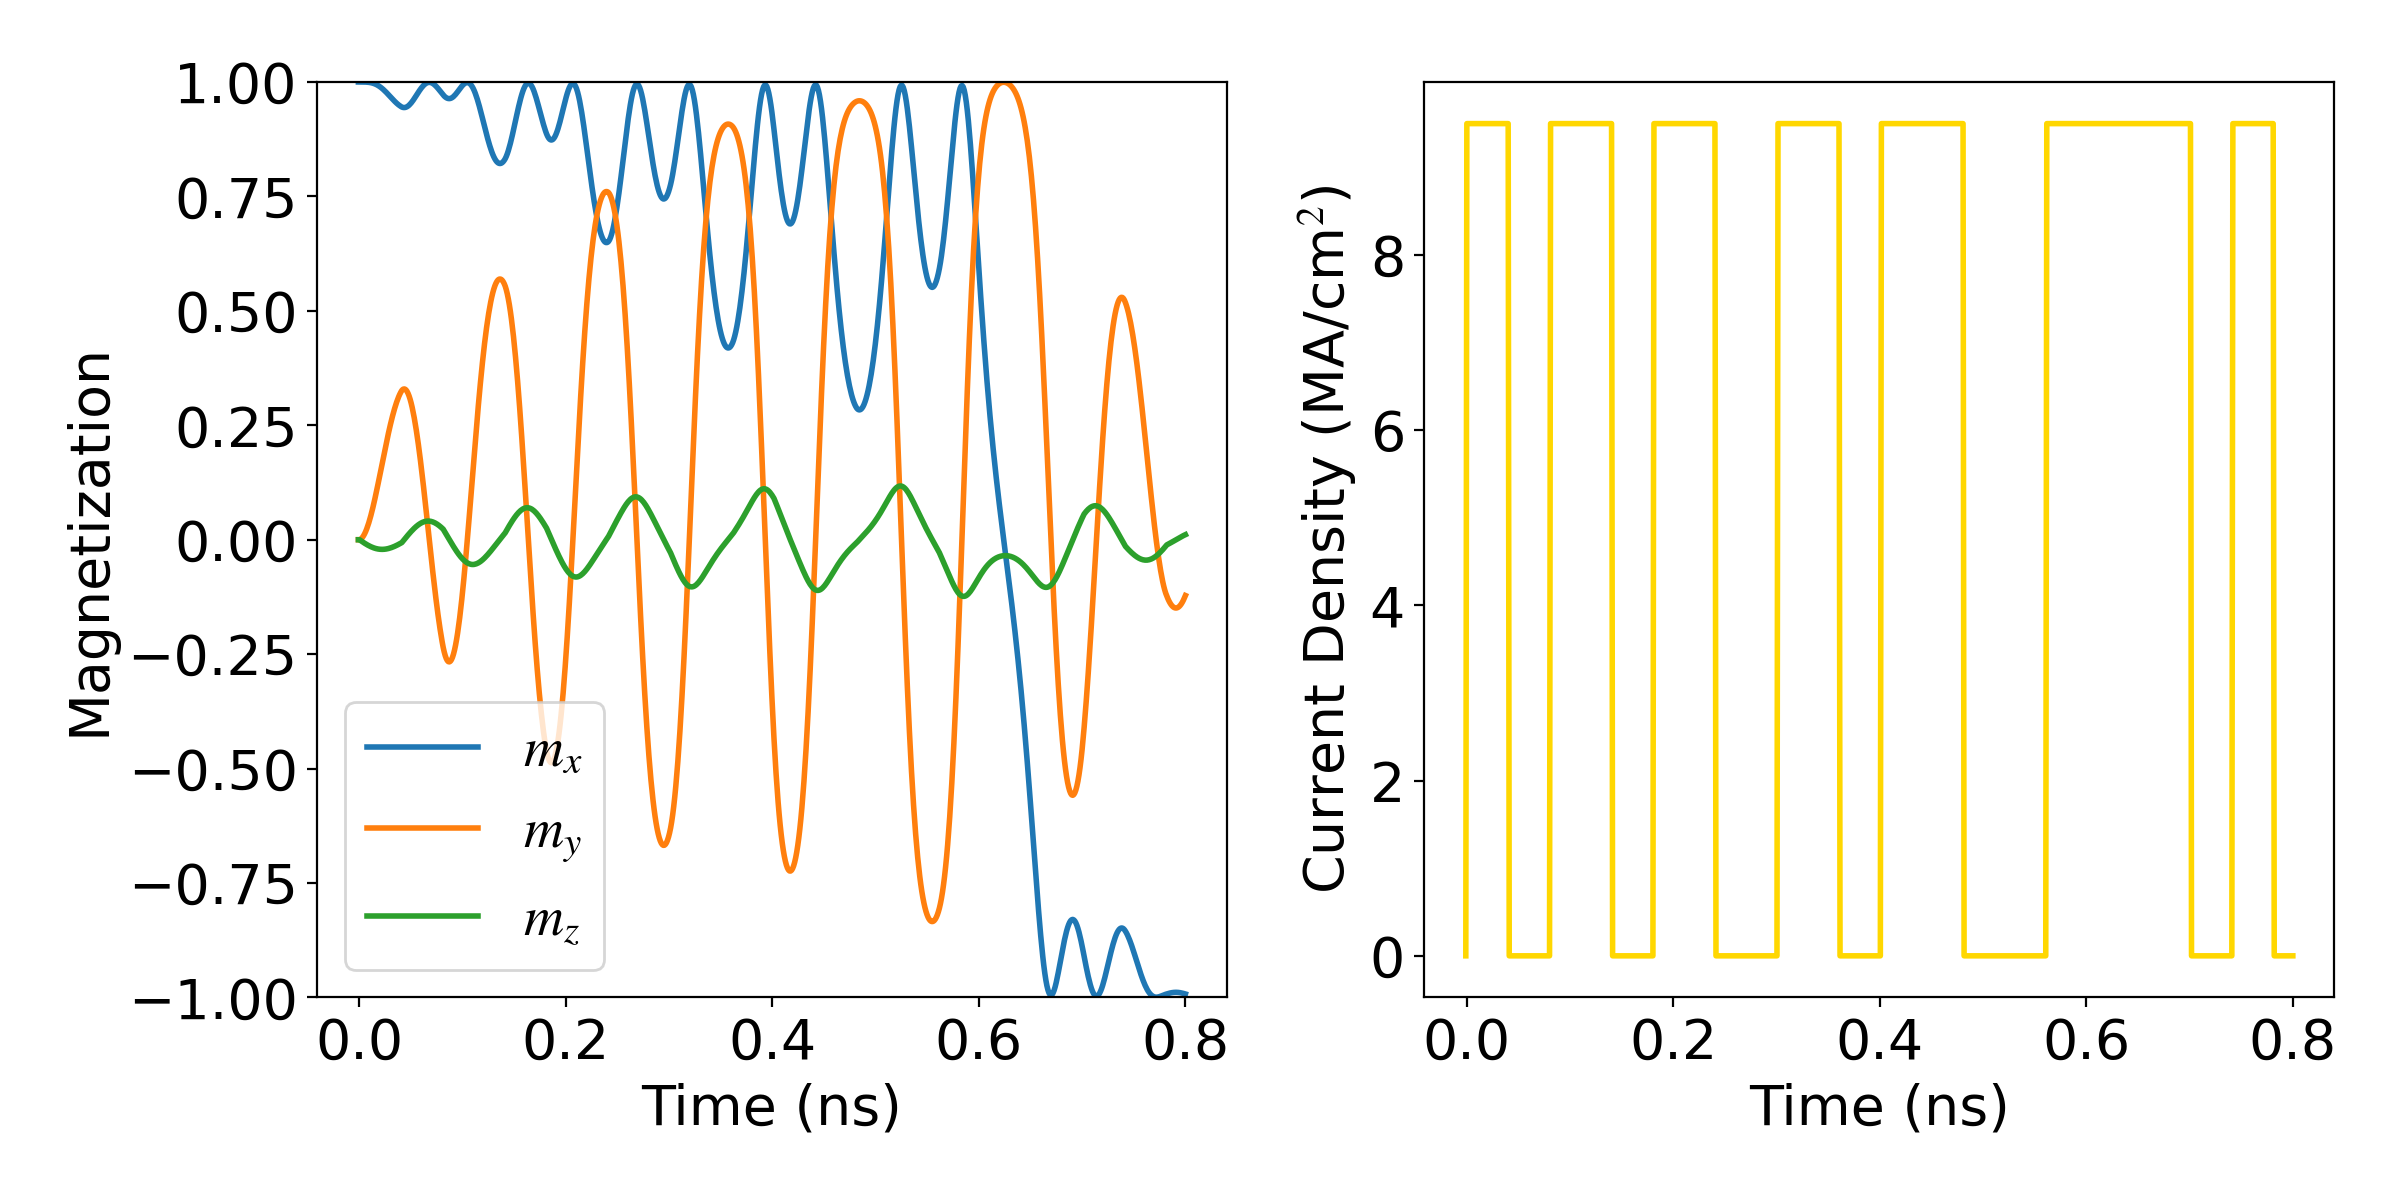 1.00
0.75
0.50
0.25
0.00
−0.25
−0.50
−0.75
−1.00
Magnetization
m_x
m_y
m_z
0.0 0.2 0.4 0.6 0.8
Time (ns)
8
6
4
2
0
Current Density (MA/cm²)
0.0 0.2 0.4 0.6 0.8
Time (ns)